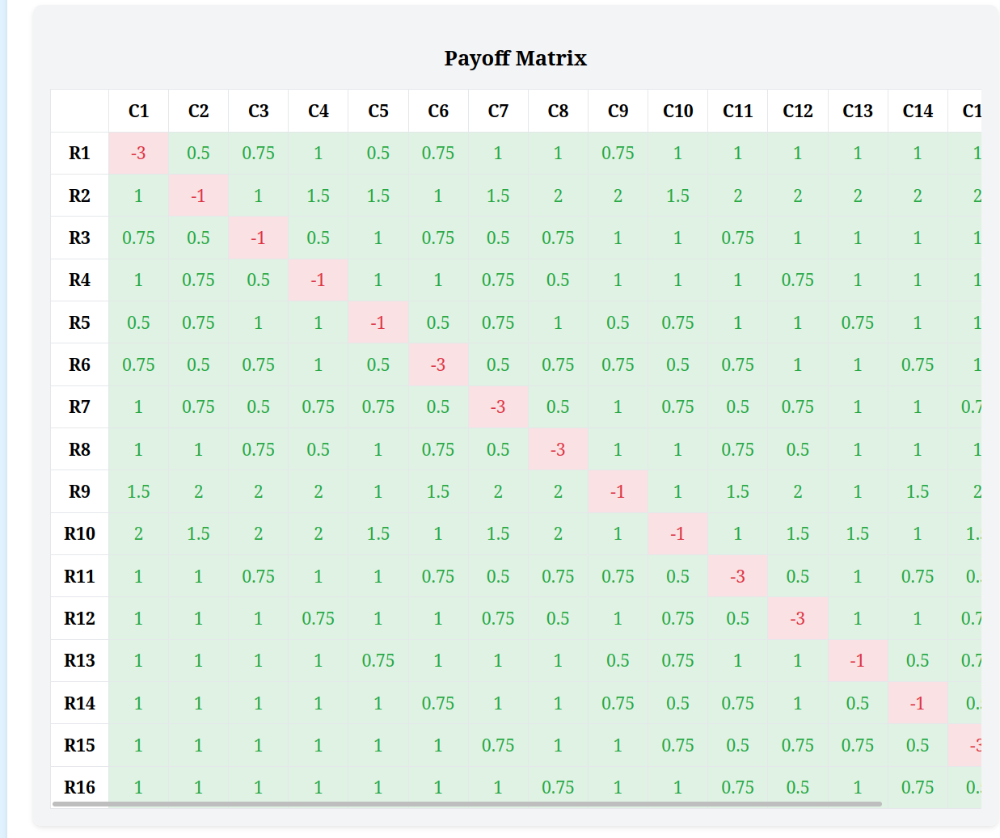 Payoff Matrix
C1 C2 C3 C4 C5 C6 C7 C8 C9 C10 C11 C12 C13 C14 C1
R1 -3 0.5 0.75 1 0.5 0.75 1 1 0.75 1 1 1 1 1 1
R2 1 -1 1 1.5 1.5 1 1.5 2 2 1.5 2 2 2 2 2
R3 0.75 0.5 -1 0.5 1 0.75 0.5 0.75 1 1 0.75 1 1 1 1
R4 1 0.75 0.5 -1 1 1 0.75 0.5 1 1 1 0.75 1 1 1
R5 0.5 0.75 1 1 -1 0.5 0.75 1 0.5 0.75 1 1 0.75 1 1
R6 0.75 0.5 0.75 1 0.5 -3 0.5 0.75 0.75 0.5 0.75 1 1 0.75 1
R7 1 0.75 0.5 0.75 0.75 0.5 -3 0.5 1 0.75 0.5 0.75 1 1 0.7
R8 1 1 0.75 0.5 1 0.75 0.5 -3 1 1 0.75 0.5 1 1 1
R9 1.5 2 2 2 1 1.5 2 2 -1 1 1.5 2 1 1.5 2
R10 2 1.5 2 2 1.5 1 1.5 2 1 -1 1 1.5 1.5 1 1.
R11 1 1 0.75 1 1 0.75 0.5 0.75 0.75 0.5 -3 0.5 1 0.75 0.
R12 1 1 1 0.75 1 1 0.75 0.5 1 0.75 0.5 -3 1 1 0.7
R13 1 1 1 1 0.75 1 1 1 0.5 0.75 1 1 -1 0.5 0.7
R14 1 1 1 1 1 0.75 1 1 0.75 0.5 0.75 1 0.5 -1 0.
R15 1 1 1 1 1 1 0.75 1 1 0.75 0.5 0.75 0.75 0.5 -3
R16 1 1 1 1 1 1 1 0.75 1 1 0.75 0.5 1 0.75 0.